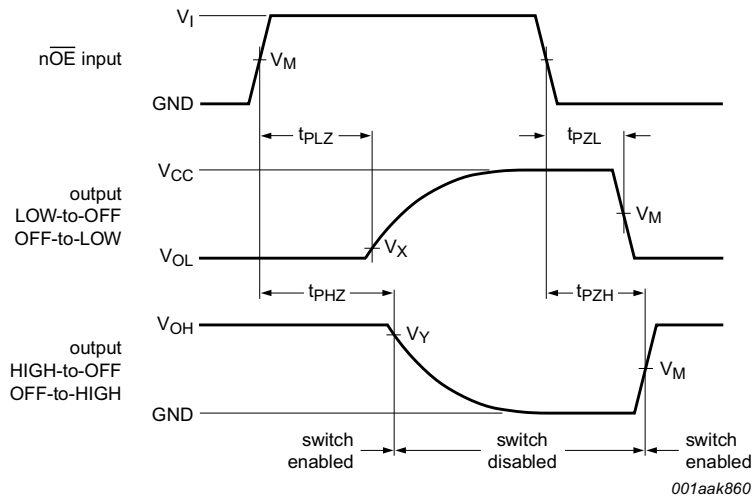 V_I
nOE input
V_M
GND
t_PLZ
t_PZL
V_CC
output
LOW-to-OFF
OFF-to-LOW
V_M
V_X
V_OL
t_PHZ
t_PZH
V_OH
V_Y
output
HIGH-to-OFF
OFF-to-HIGH
V_M
GND
switch
enabled
switch
disabled
switch
enabled
001aak860